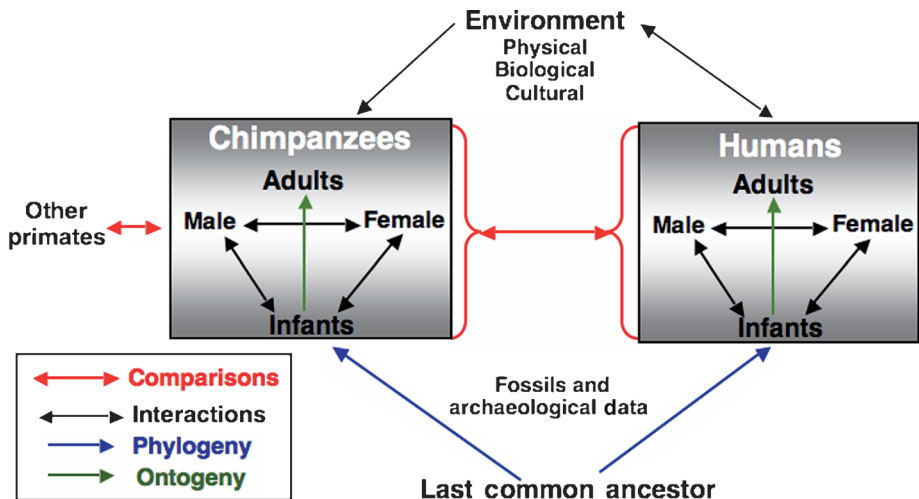 Environment
Physical
Biological
Cultural
Chimpanzees
Adults
Male
Female
Infants
Humans
Adults
Male
Female
Infants
Other
primates
Comparisons
Interactions
Phylogeny
Ontogeny
Fossils and
archaeological data
Last common ancestor